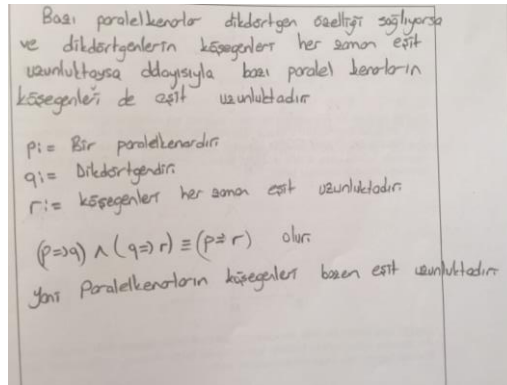 Bazı paralelkenarlar dikdörtgen özelliği sağlıyorsa
ve dikdörtgenlerin köşegenleri her zaman eşit
uzunluktaysa ddayısıyla bazı paralel kenarların
köşegenleri de eşit uzunluktadır
p:= Bir paralelkenardır.
q:= Dikdörtgendir.
r:= köşegenleri her zaman eşit uzunluktadır.
(p⇒q) ∧ (q⇒r) ≡ (p⇒r) olur.
Yani Paralelkenarların köşegenleri bazen eşit uzunluktadır